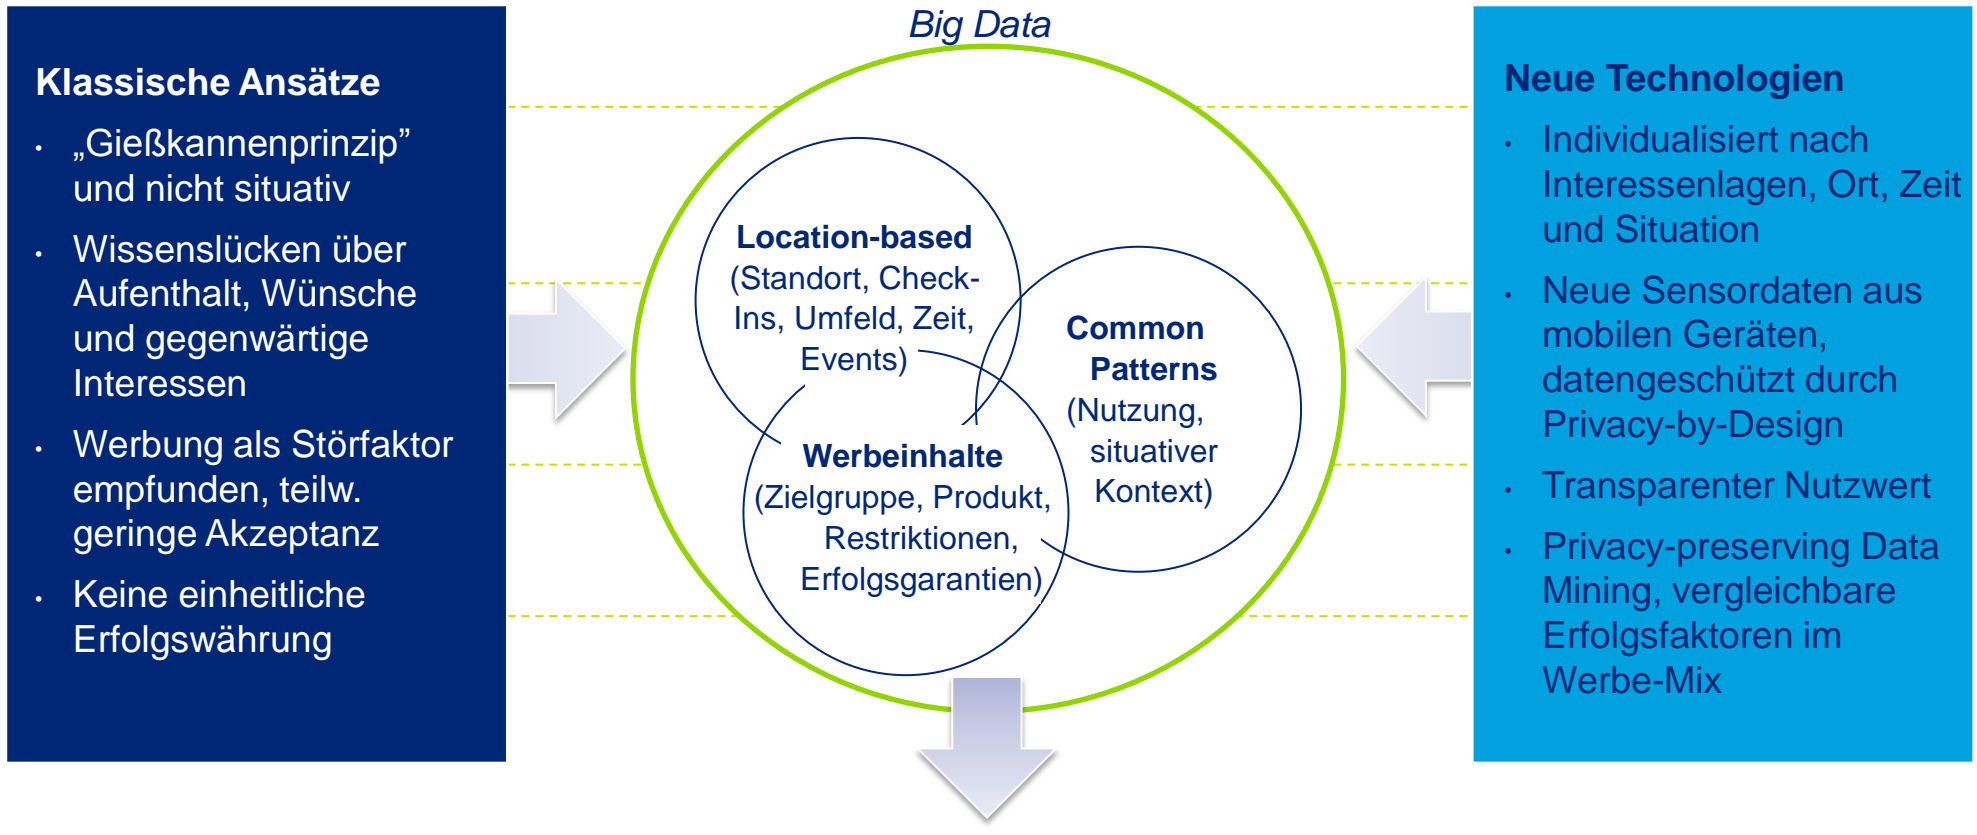 Big Data
Klassische Ansätze
• „Gießkannenprinzip”
und nicht situativ
• Wissenslücken über
Aufenthalt, Wünsche
und gegenwärtige
Interessen
• Werbung als Störfaktor
empfunden, teilw.
geringe Akzeptanz
• Keine einheitliche
Erfolgswährung
Location-based
(Standort, Check-
Ins, Umfeld, Zeit,
Events)
Common
Patterns
(Nutzung,
situativer
Kontext)
Werbeinhalte
(Zielgruppe, Produkt,
Restriktionen,
Erfolgsgarantien)
Neue Technologien
• Individualisiert nach
Interessenlagen, Ort, Zeit
und Situation
• Neue Sensordaten aus
mobilen Geräten,
datengeschützt durch
Privacy-by-Design
• Transparenter Nutzwert
• Privacy-preserving Data
Mining, vergleichbare
Erfolgsfaktoren im
Werbe-Mix